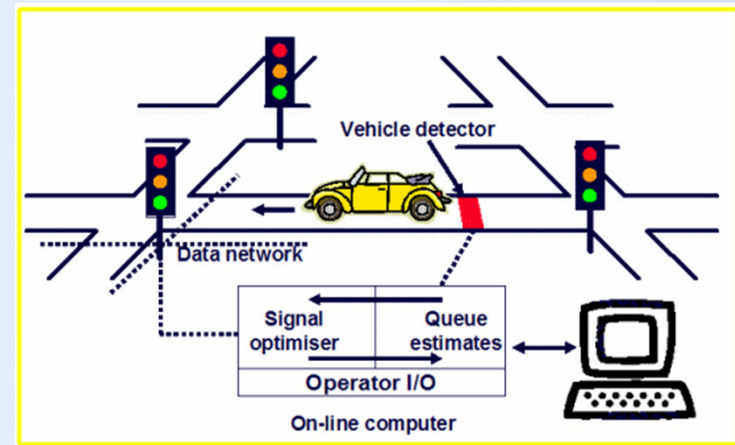 Vehicle detector
Data network
Signal
optimiser
Queue
estimates
Operator I/O
On-line computer